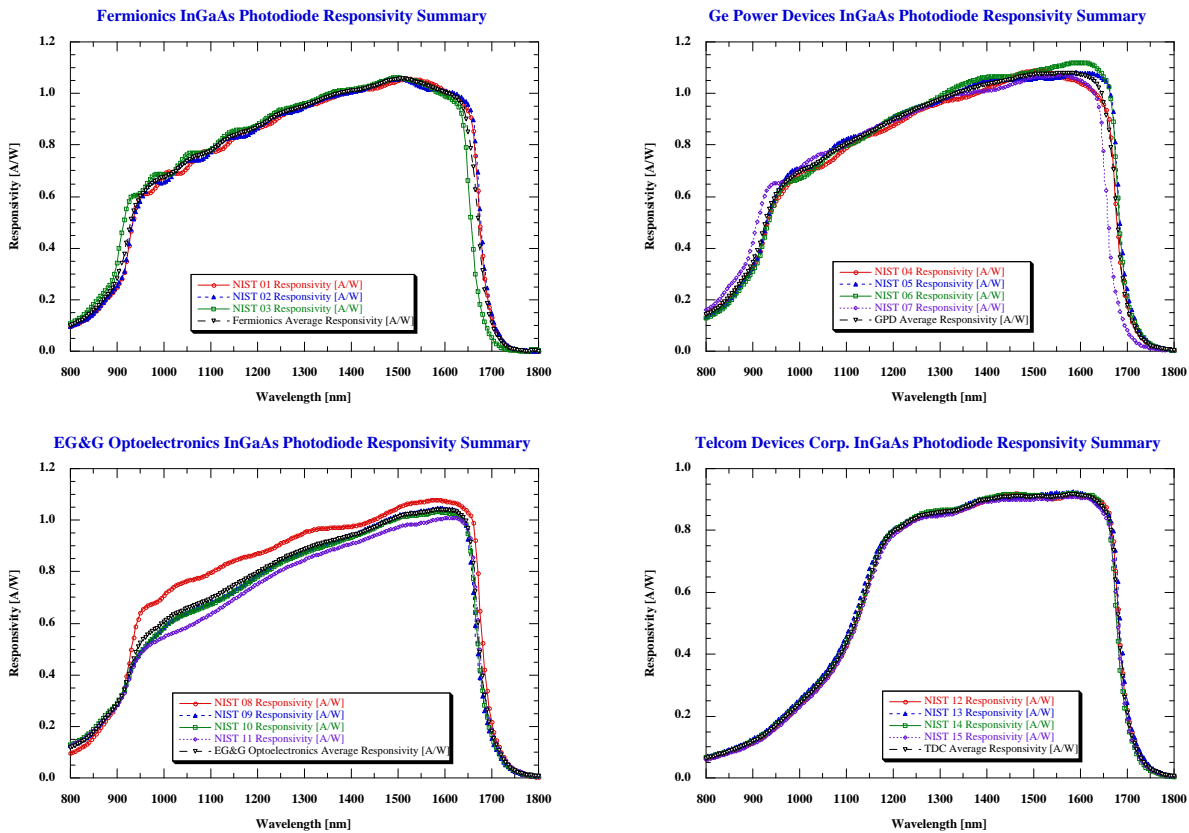 Fermionics InGaAs Photodiode Responsivity Summary
1.2
1.0
0.8
0.6
0.4
0.2
0.0
Responsivity [A/W]
NIST 01 Responsivity [A/W]
NIST 02 Responsivity [A/W]
NIST 03 Responsivity [A/W]
Fermionics Average Responsivity [A/W]
800 900 1000 1100 1200 1300 1400 1500 1600 1700 1800
Wavelength [nm]
Ge Power Devices InGaAs Photodiode Responsivity Summary
1.2
1.0
0.8
0.6
0.4
0.2
0.0
Responsivity [A/W]
NIST 04 Responsivity [A/W]
NIST 05 Responsivity [A/W]
NIST 06 Responsivity [A/W]
NIST 07 Responsivity [A/W]
GPD Average Responsivity [A/W]
800 900 1000 1100 1200 1300 1400 1500 1600 1700 1800
Wavelength [nm]
EG&G Optoelectronics InGaAs Photodiode Responsivity Summary
1.2
1.0
0.8
0.6
0.4
0.2
0.0
Responsivity [A/W]
NIST 08 Responsivity [A/W]
NIST 09 Responsivity [A/W]
NIST 10 Responsivity [A/W]
NIST 11 Responsivity [A/W]
EG&G Optoelectronics Average Responsivity [A/W]
800 900 1000 1100 1200 1300 1400 1500 1600 1700 1800
Wavelength [nm]
Telcom Devices Corp. InGaAs Photodiode Responsivity Summary
1.0
0.8
0.6
0.4
0.2
0.0
Responsivity [A/W]
NIST 12 Responsivity [A/W]
NIST 13 Responsivity [A/W]
NIST 14 Responsivity [A/W]
NIST 15 Responsivity [A/W]
TDC Average Responsivity [A/W]
800 900 1000 1100 1200 1300 1400 1500 1600 1700 1800
Wavelength [nm]